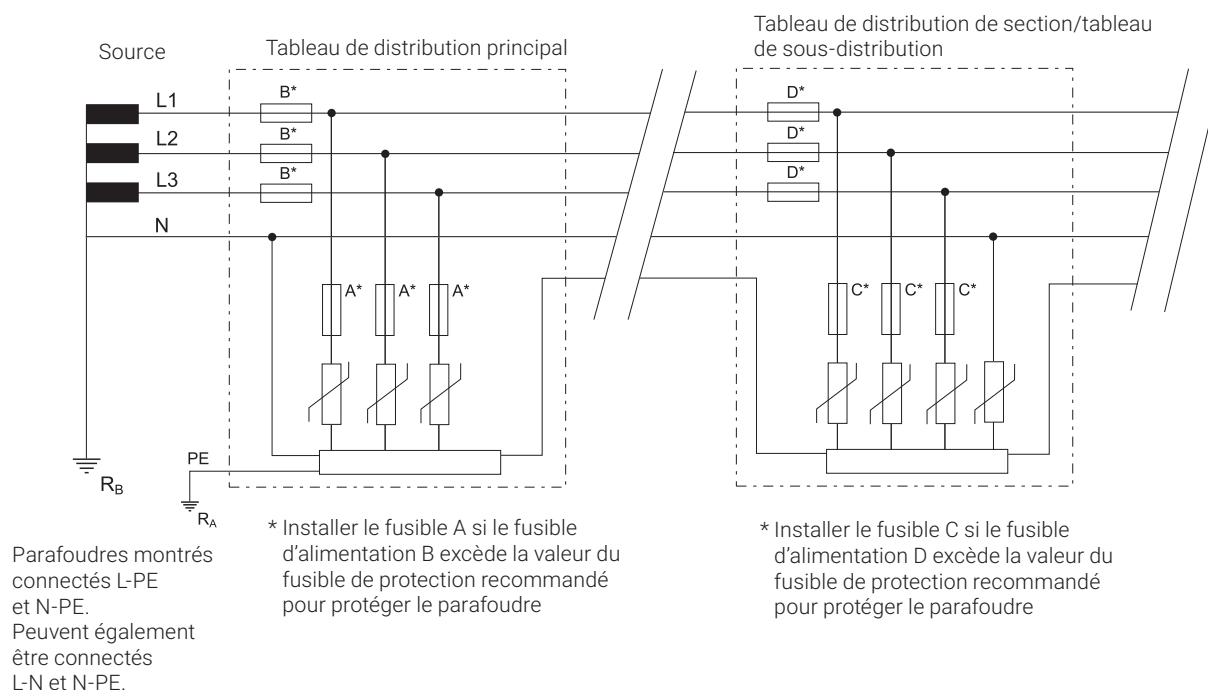 Source
Tableau de distribution principal
Tableau de distribution de section/tableau
de sous-distribution
L1
B*
D*
L2
B*
D*
L3
B*
D*
N
A*
A*
A*
C*
C*
C*
PE
RB
RA
Parafoudres montrés
connectés L-PE
et N-PE.
Peuvent également
être connectés
L-N et N-PE.
* Installer le fusible A si le fusible
d'alimentation B excède la valeur du
fusible de protection recommandé
pour protéger le parafoudre
* Installer le fusible C si le fusible
d'alimentation D excède la valeur du
fusible de protection recommandé
pour protéger le parafoudre